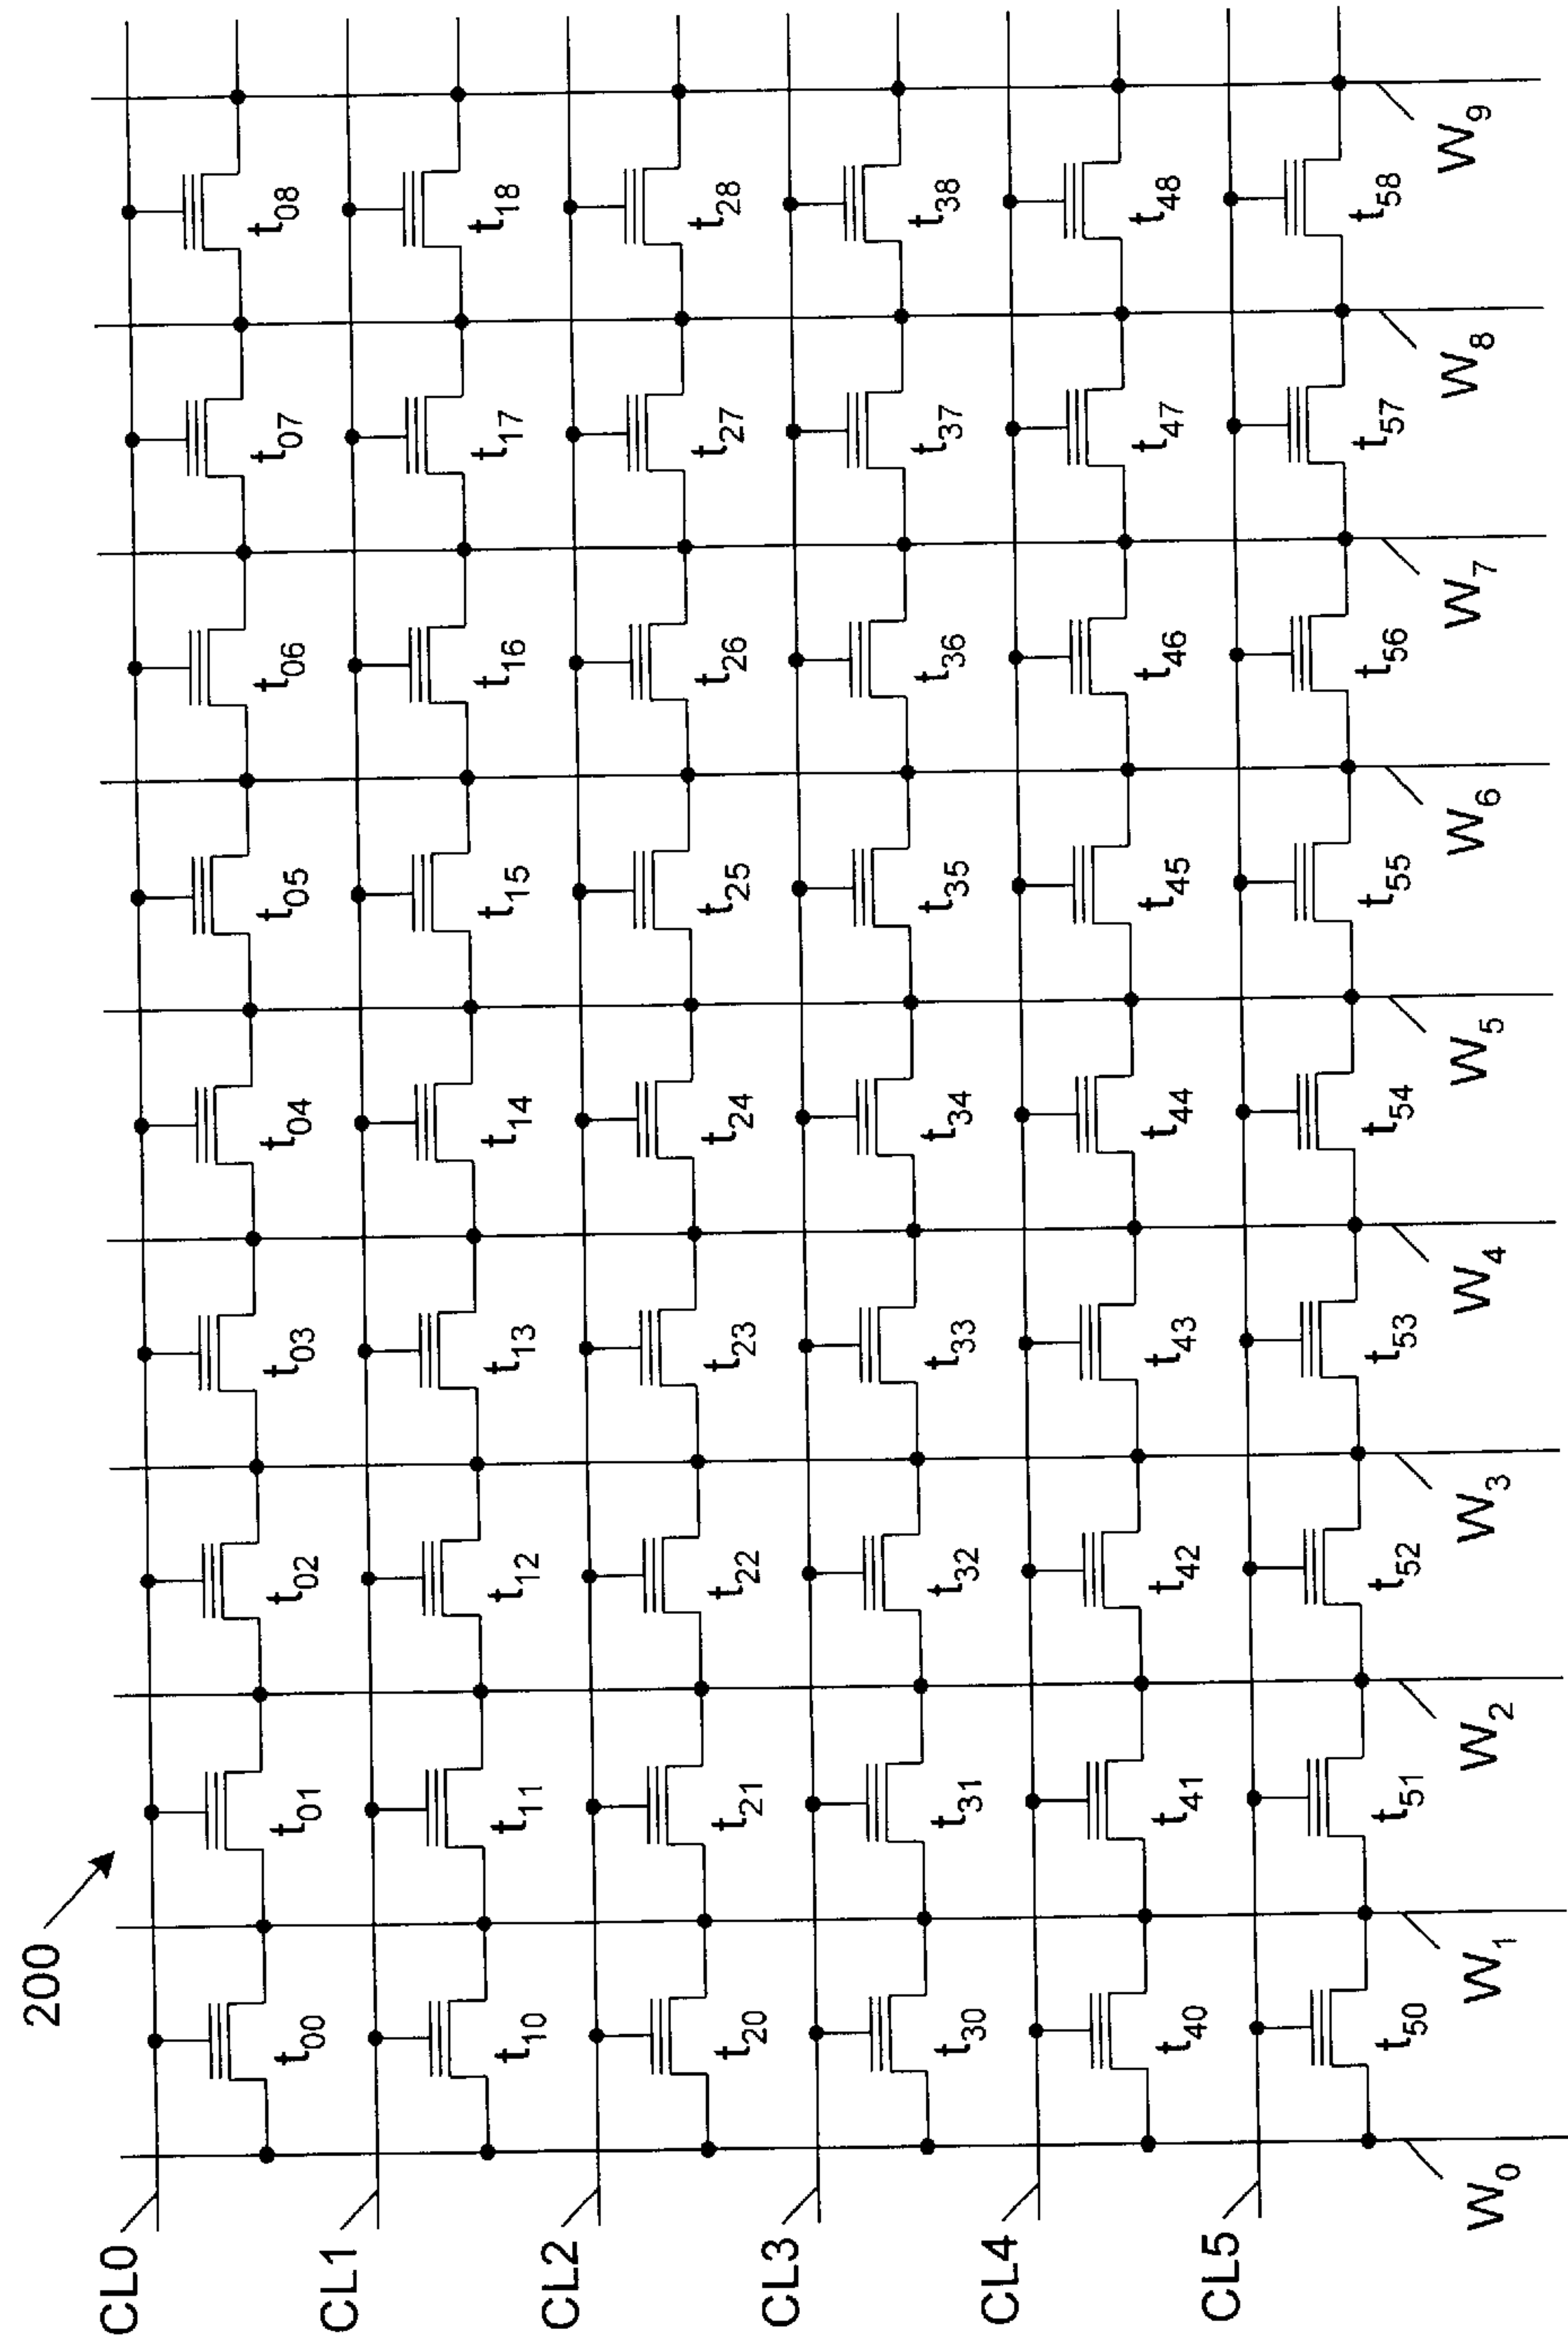 200
CL0
t00 t01 t02 t03 t04 t05 t06 t07 t08
CL1
t10 t11 t12 t13 t14 t15 t16 t17 t18
CL2
t20 t21 t22 t23 t24 t25 t26 t27 t28
CL3
t30 t31 t32 t33 t34 t35 t36 t37 t38
CL4
t40 t41 t42 t43 t44 t45 t46 t47 t48
CL5
t50 t51 t52 t53 t54 t55 t56 t57 t58
W0 W1 W2 W3 W4 W5 W6 W7 W8 W9